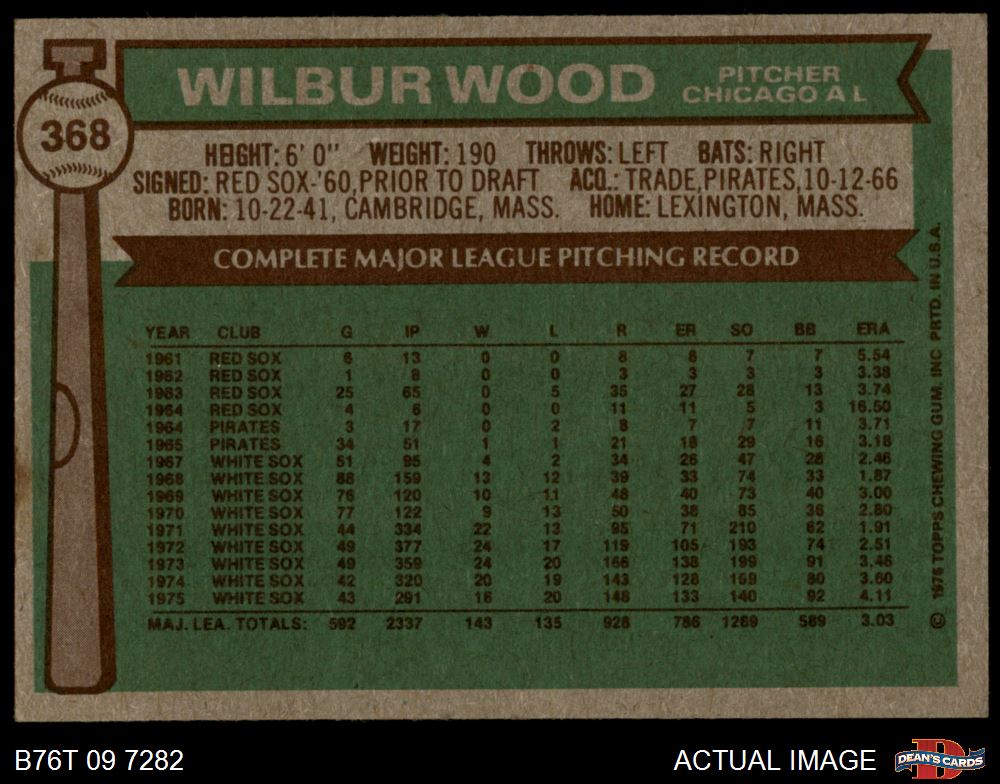 WILBUR WOOD
PITCHER
CHICAGO A L
368
HEIGHT: 6' 0" WEIGHT: 190 THROWS: LEFT BATS: RIGHT
SIGNED: RED SOX-'60, PRIOR TO DRAFT ACQ.: TRADE, PIRATES, 10-12-66
BORN: 10-22-41, CAMBRIDGE, MASS. HOME: LEXINGTON, MASS.
COMPLETE MAJOR LEAGUE PITCHING RECORD
YEAR CLUB G IP W L R ER SO BB ERA
1961 RED SOX 6 13 0 0 8 8 7 7 5.54
1962 RED SOX 1 8 0 0 3 3 3 3 3.38
1963 RED SOX 25 65 0 5 35 27 28 13 3.74
1964 RED SOX 4 6 0 0 11 11 5 3 16.50
1964 PIRATES 3 17 0 2 8 7 7 11 3.71
1965 PIRATES 34 51 1 1 21 18 29 16 3.18
1967 WHITE SOX 51 95 4 2 34 26 47 28 2.46
1968 WHITE SOX 88 159 13 12 39 33 74 33 1.87
1969 WHITE SOX 76 120 10 11 48 40 73 40 3.00
1970 WHITE SOX 77 122 9 13 50 38 85 36 2.80
1971 WHITE SOX 44 334 22 13 95 71 210 62 1.91
1972 WHITE SOX 49 377 24 17 119 105 193 74 2.51
1973 WHITE SOX 49 359 24 20 166 138 199 91 3.46
1974 WHITE SOX 42 320 20 19 143 128 169 80 3.60
1975 WHITE SOX 43 291 16 20 148 133 140 92 4.11
MAJ. LEA. TOTALS: 592 2337 143 135 928 786 1269 589 3.03
© 1976 TOPPS CHEWING GUM, INC PRTD. IN U.S.A.
B76T 09 7282
ACTUAL IMAGE
D
DEAN'S CARDS